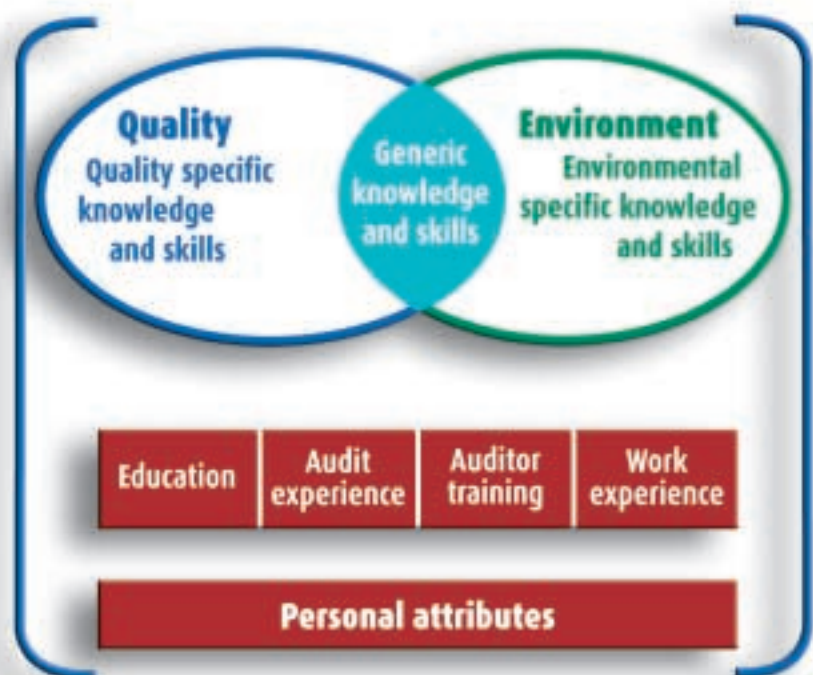 Quality
Quality specific
knowledge
and skills
Generic
knowledge
and skills
Environment
Environmental
specific knowledge
and skills
Education
Audit
experience
Auditor
training
Work
experience
Personal attributes